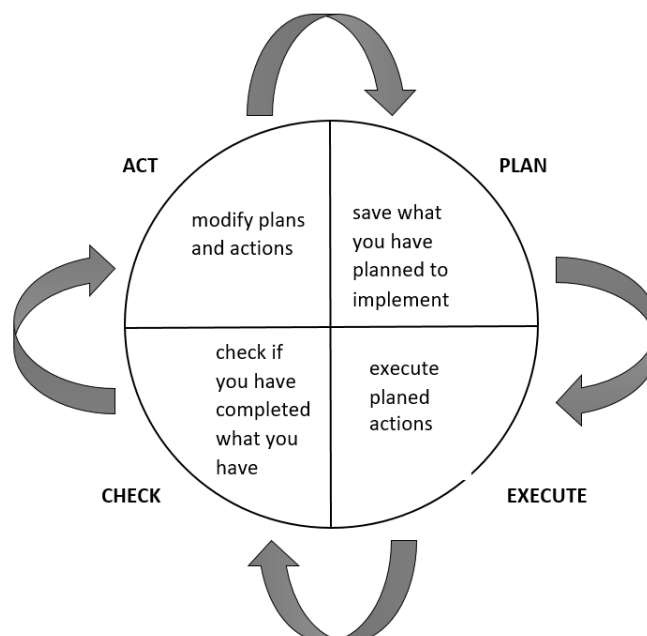 ACT
PLAN
modify plans
and actions
save what
you have
planned to
implement
check if
you have
completed
what you
have
execute
planed
actions
CHECK
EXECUTE